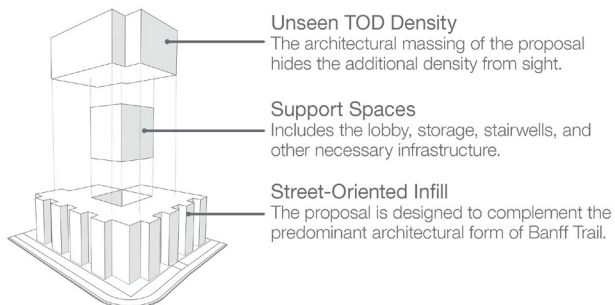 Unseen TOD Density
The architectural massing of the proposal
hides the additional density from sight.
Support Spaces
Includes the lobby, storage, stairwells, and
other necessary infrastructure.
Street-Oriented Infill
The proposal is designed to complement the
predominant architectural form of Banff Trail.